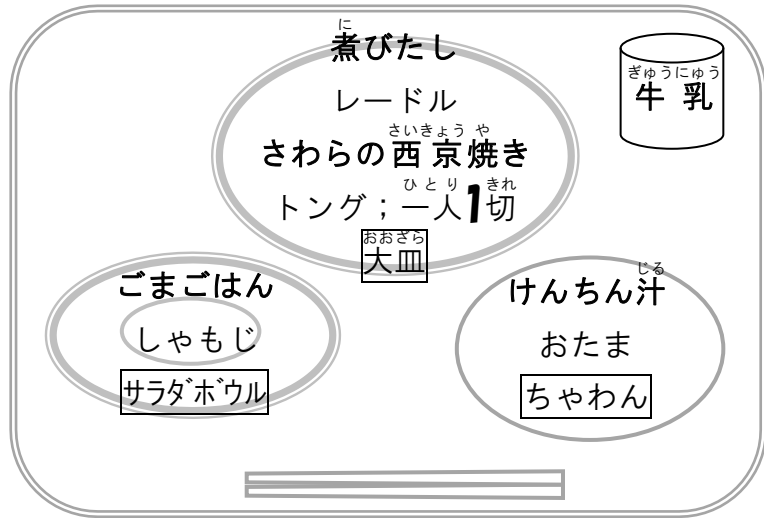 に
煮びたし
レードル
さいきょう や
さわらの西京焼き
ひとり きれ
トング；一人1切
おおざら
大皿
ぎゅうにゅう
牛乳
ごまごはん
しゃもじ
サラダボウル
じる
けんちん汁
おたま
ちゃわん